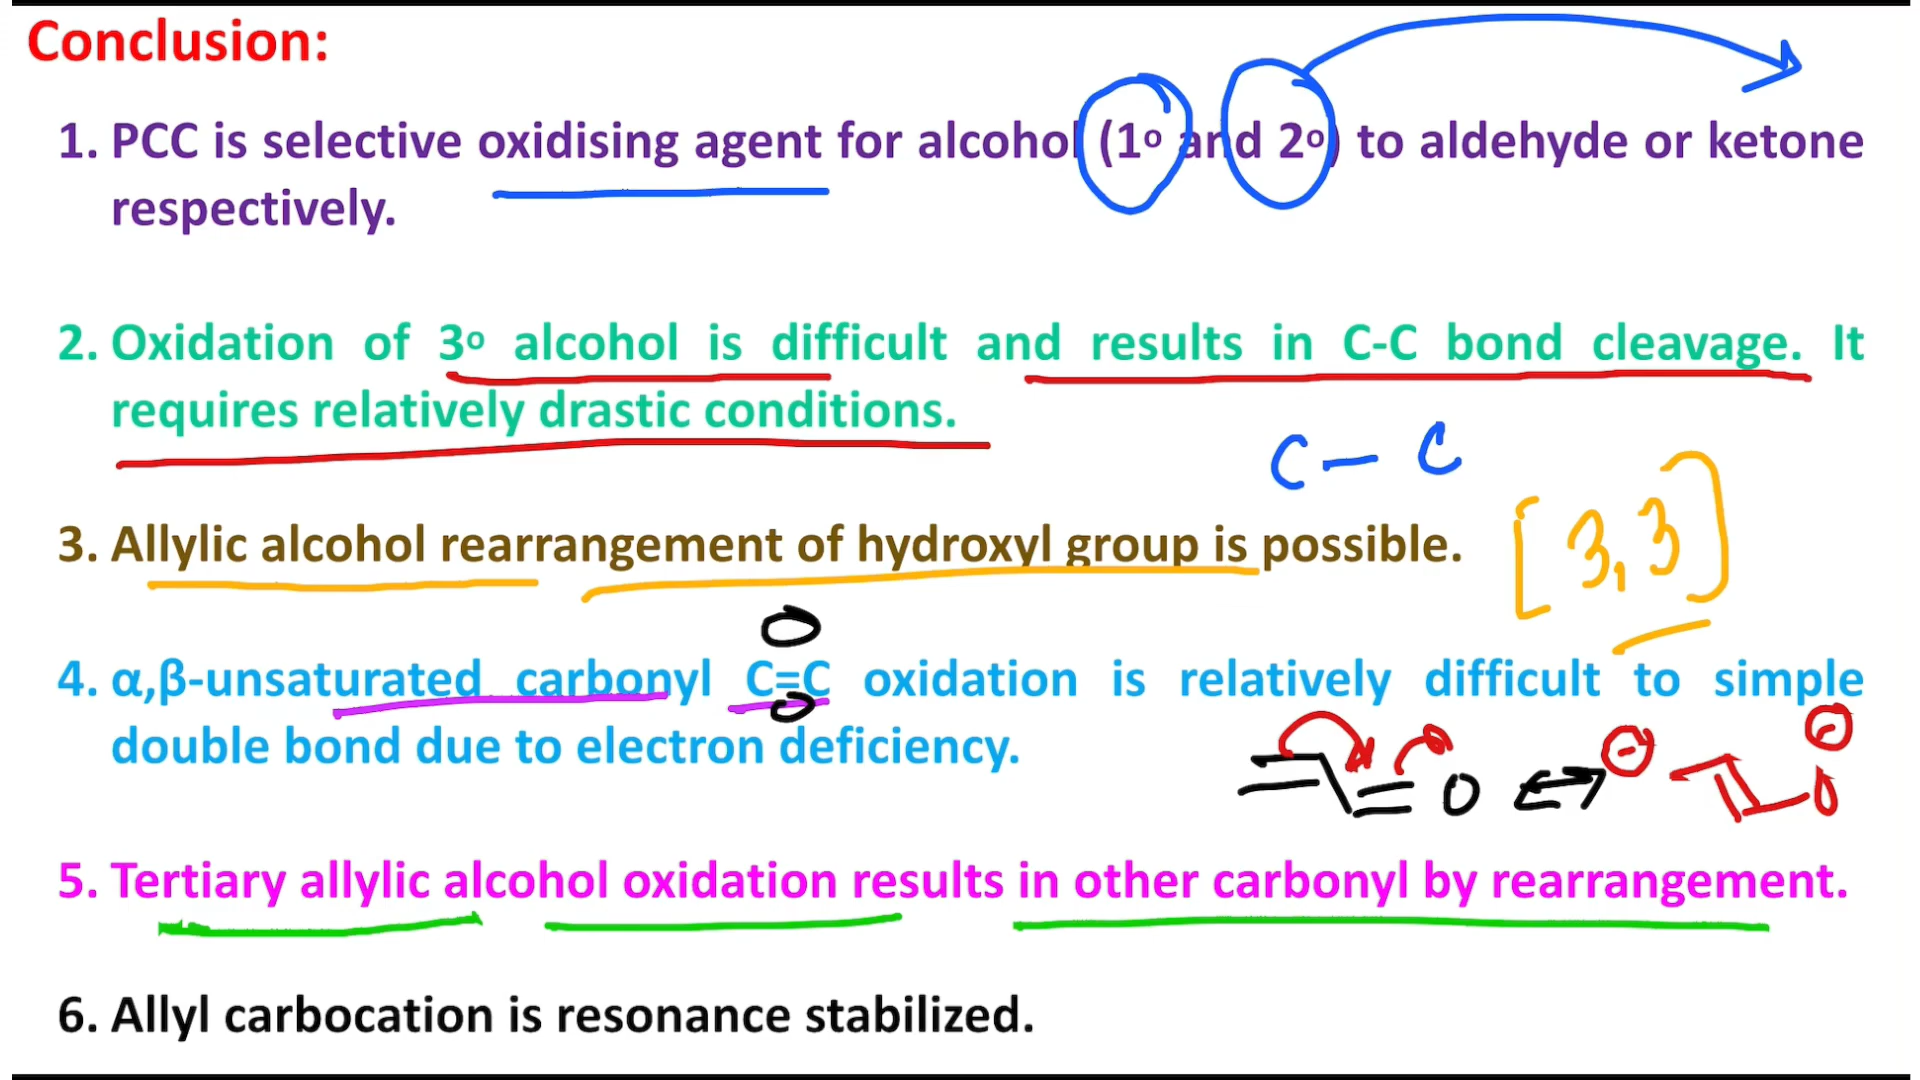 Conclusion:
1. PCC is selective oxidising agent for alcohol (1º and 2º) to aldehyde or ketone
respectively.
2. Oxidation of 3º alcohol is difficult and results in C-C bond cleavage. It
requires relatively drastic conditions.
C - C
3. Allylic alcohol rearrangement of hydroxyl group is possible.
[3,3]
O
4. α,β-unsaturated carbonyl C=C oxidation is relatively difficult to simple
O
double bond due to electron deficiency.
O ⟷ ⊖ O ⊖
5. Tertiary allylic alcohol oxidation results in other carbonyl by rearrangement.
6. Allyl carbocation is resonance stabilized.